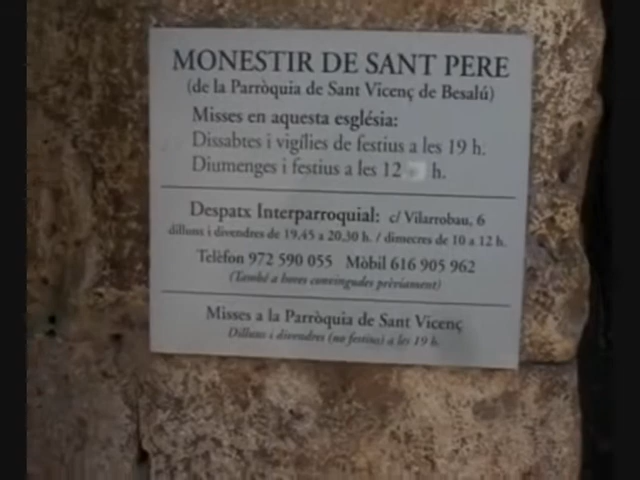 MONESTIR DE SANT PERE
(de la Parròquia de Sant Vicenç de Besalú)
Misses en aquesta església:
Dissabtes i vigílies de festius a les 19 h.
Diumenges i festius a les 12 h.
Despatx Interparroquial: c/ Vilarrobau, 6
dilluns i divendres de 19,45 a 20,30 h. / dimecres de 10 a 12 h.
Telèfon 972 590 055 Mòbil 616 905 962
(També a hores convingudes prèviament)
Misses a la Parròquia de Sant Vicenç
Dilluns i divendres (no festius) a les 19 h.